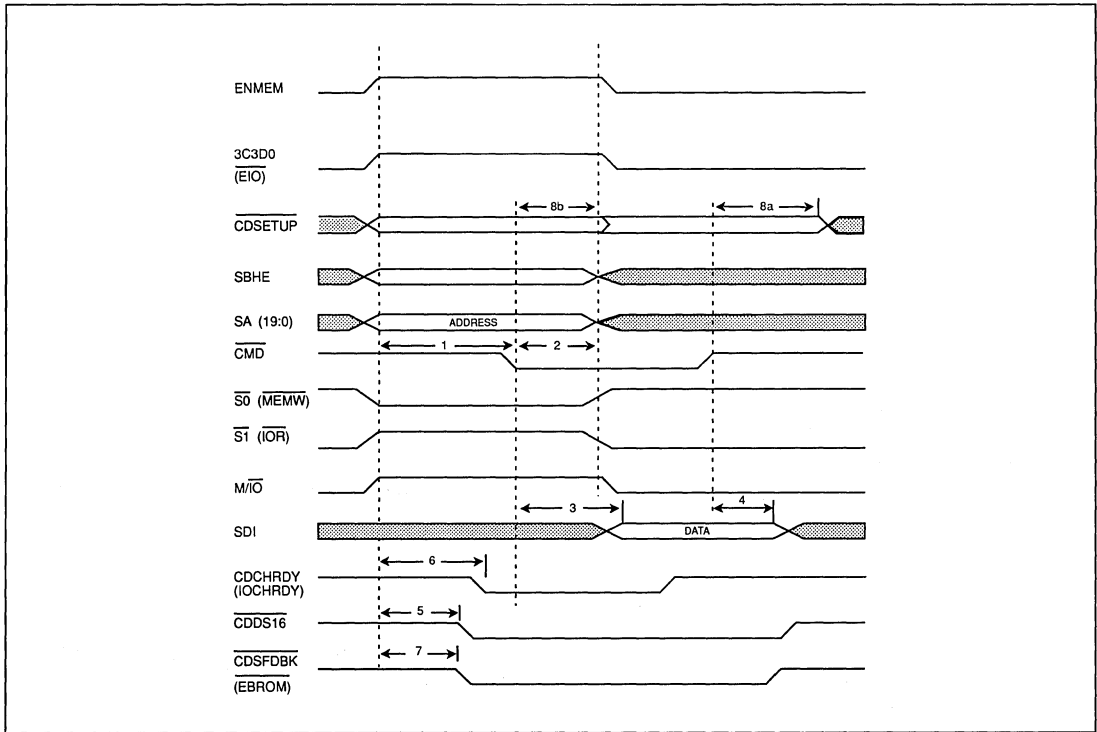 ENMEM
3C3D0
(EIO)
8b
8a
CDSETUP
SBHE
SA (19:0)
ADDRESS
1
2
CMD
S0 (MEMW)
S1 (IOR)
M/IO
3
4
SDI
DATA
6
CDCHRDY
(IOCHRDY)
5
CDDS16
7
CDSFDBK
(EBROM)